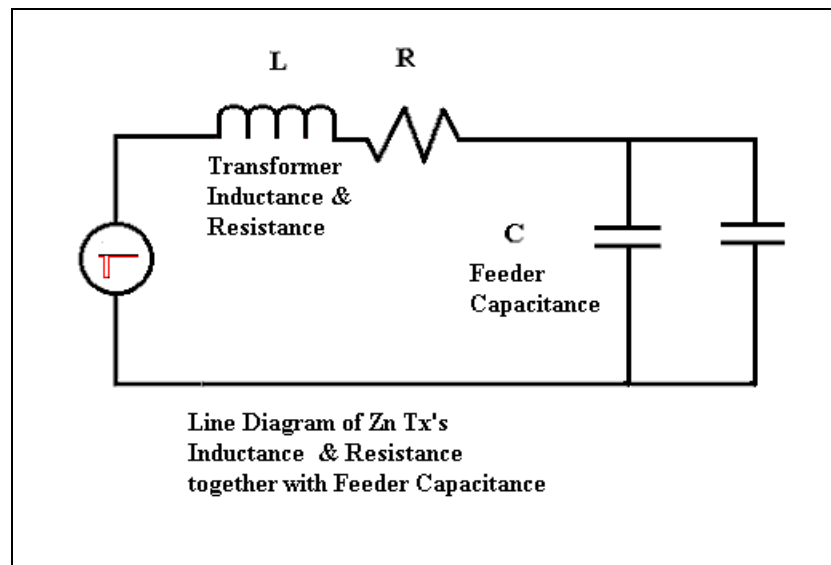 L
R
Transformer
Inductance &
Resistance
C
Feeder
Capacitance
Line Diagram of Zn Tx's
Inductance & Resistance
together with Feeder Capacitance